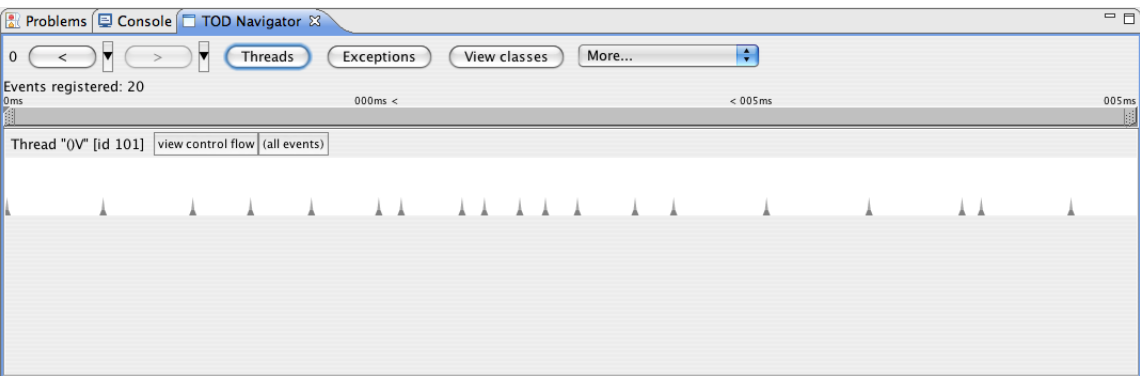 Problems Console TOD Navigator
0 < > Threads Exceptions View classes More...
Events registered: 20
0ms 000ms < < 005ms 005ms
Thread "()V" [id 101] view control flow (all events)